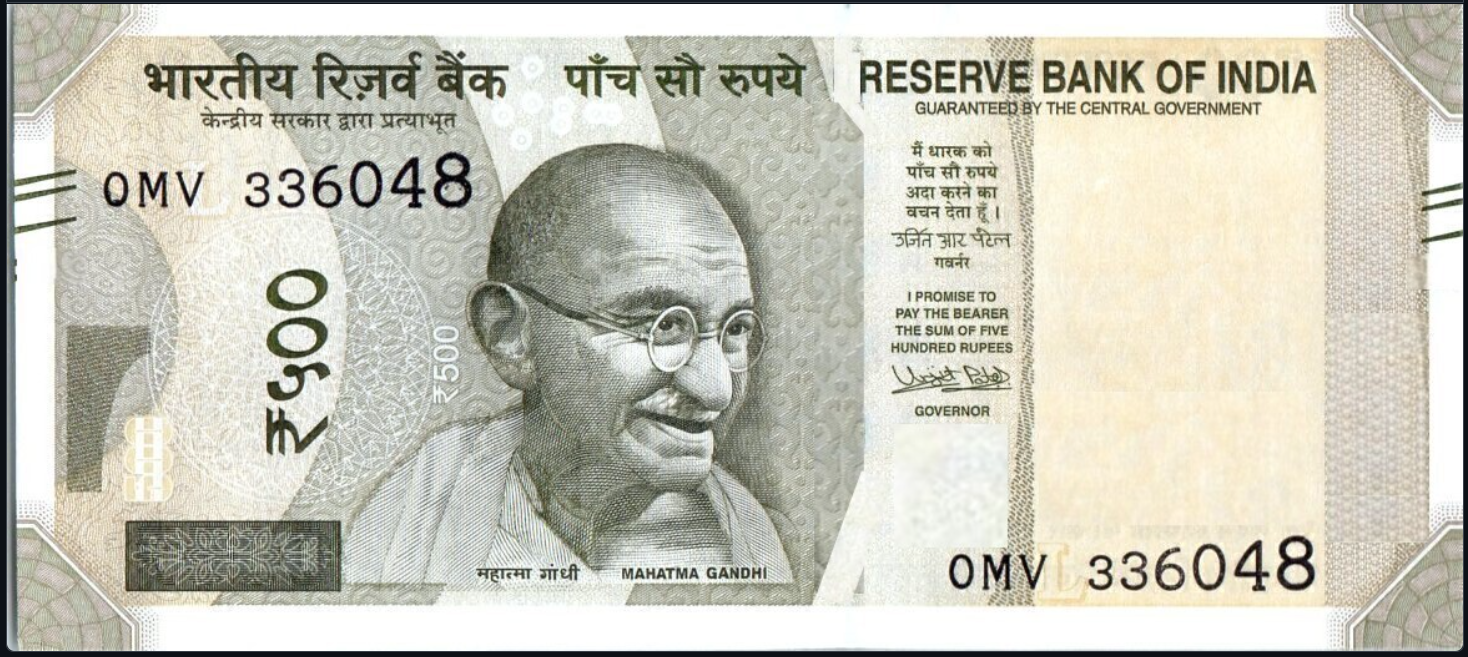 भारतीय रिज़र्व बैंक पाँच सौ रुपये RESERVE BANK OF INDIA
केन्द्रीय सरकार द्वारा प्रत्याभूत GUARANTEED BY THE CENTRAL GOVERNMENT
0MV 336048
₹५००
₹500
मैं धारक को
पाँच सौ रुपये
अदा करने का
वचन देता हूँ ।
उर्जित आर पटेल
गवर्नर
I PROMISE TO
PAY THE BEARER
THE SUM OF FIVE
HUNDRED RUPEES
Urjit Patel
GOVERNOR
महात्मा गांधी MAHATMA GANDHI
L
0MV 336048
L